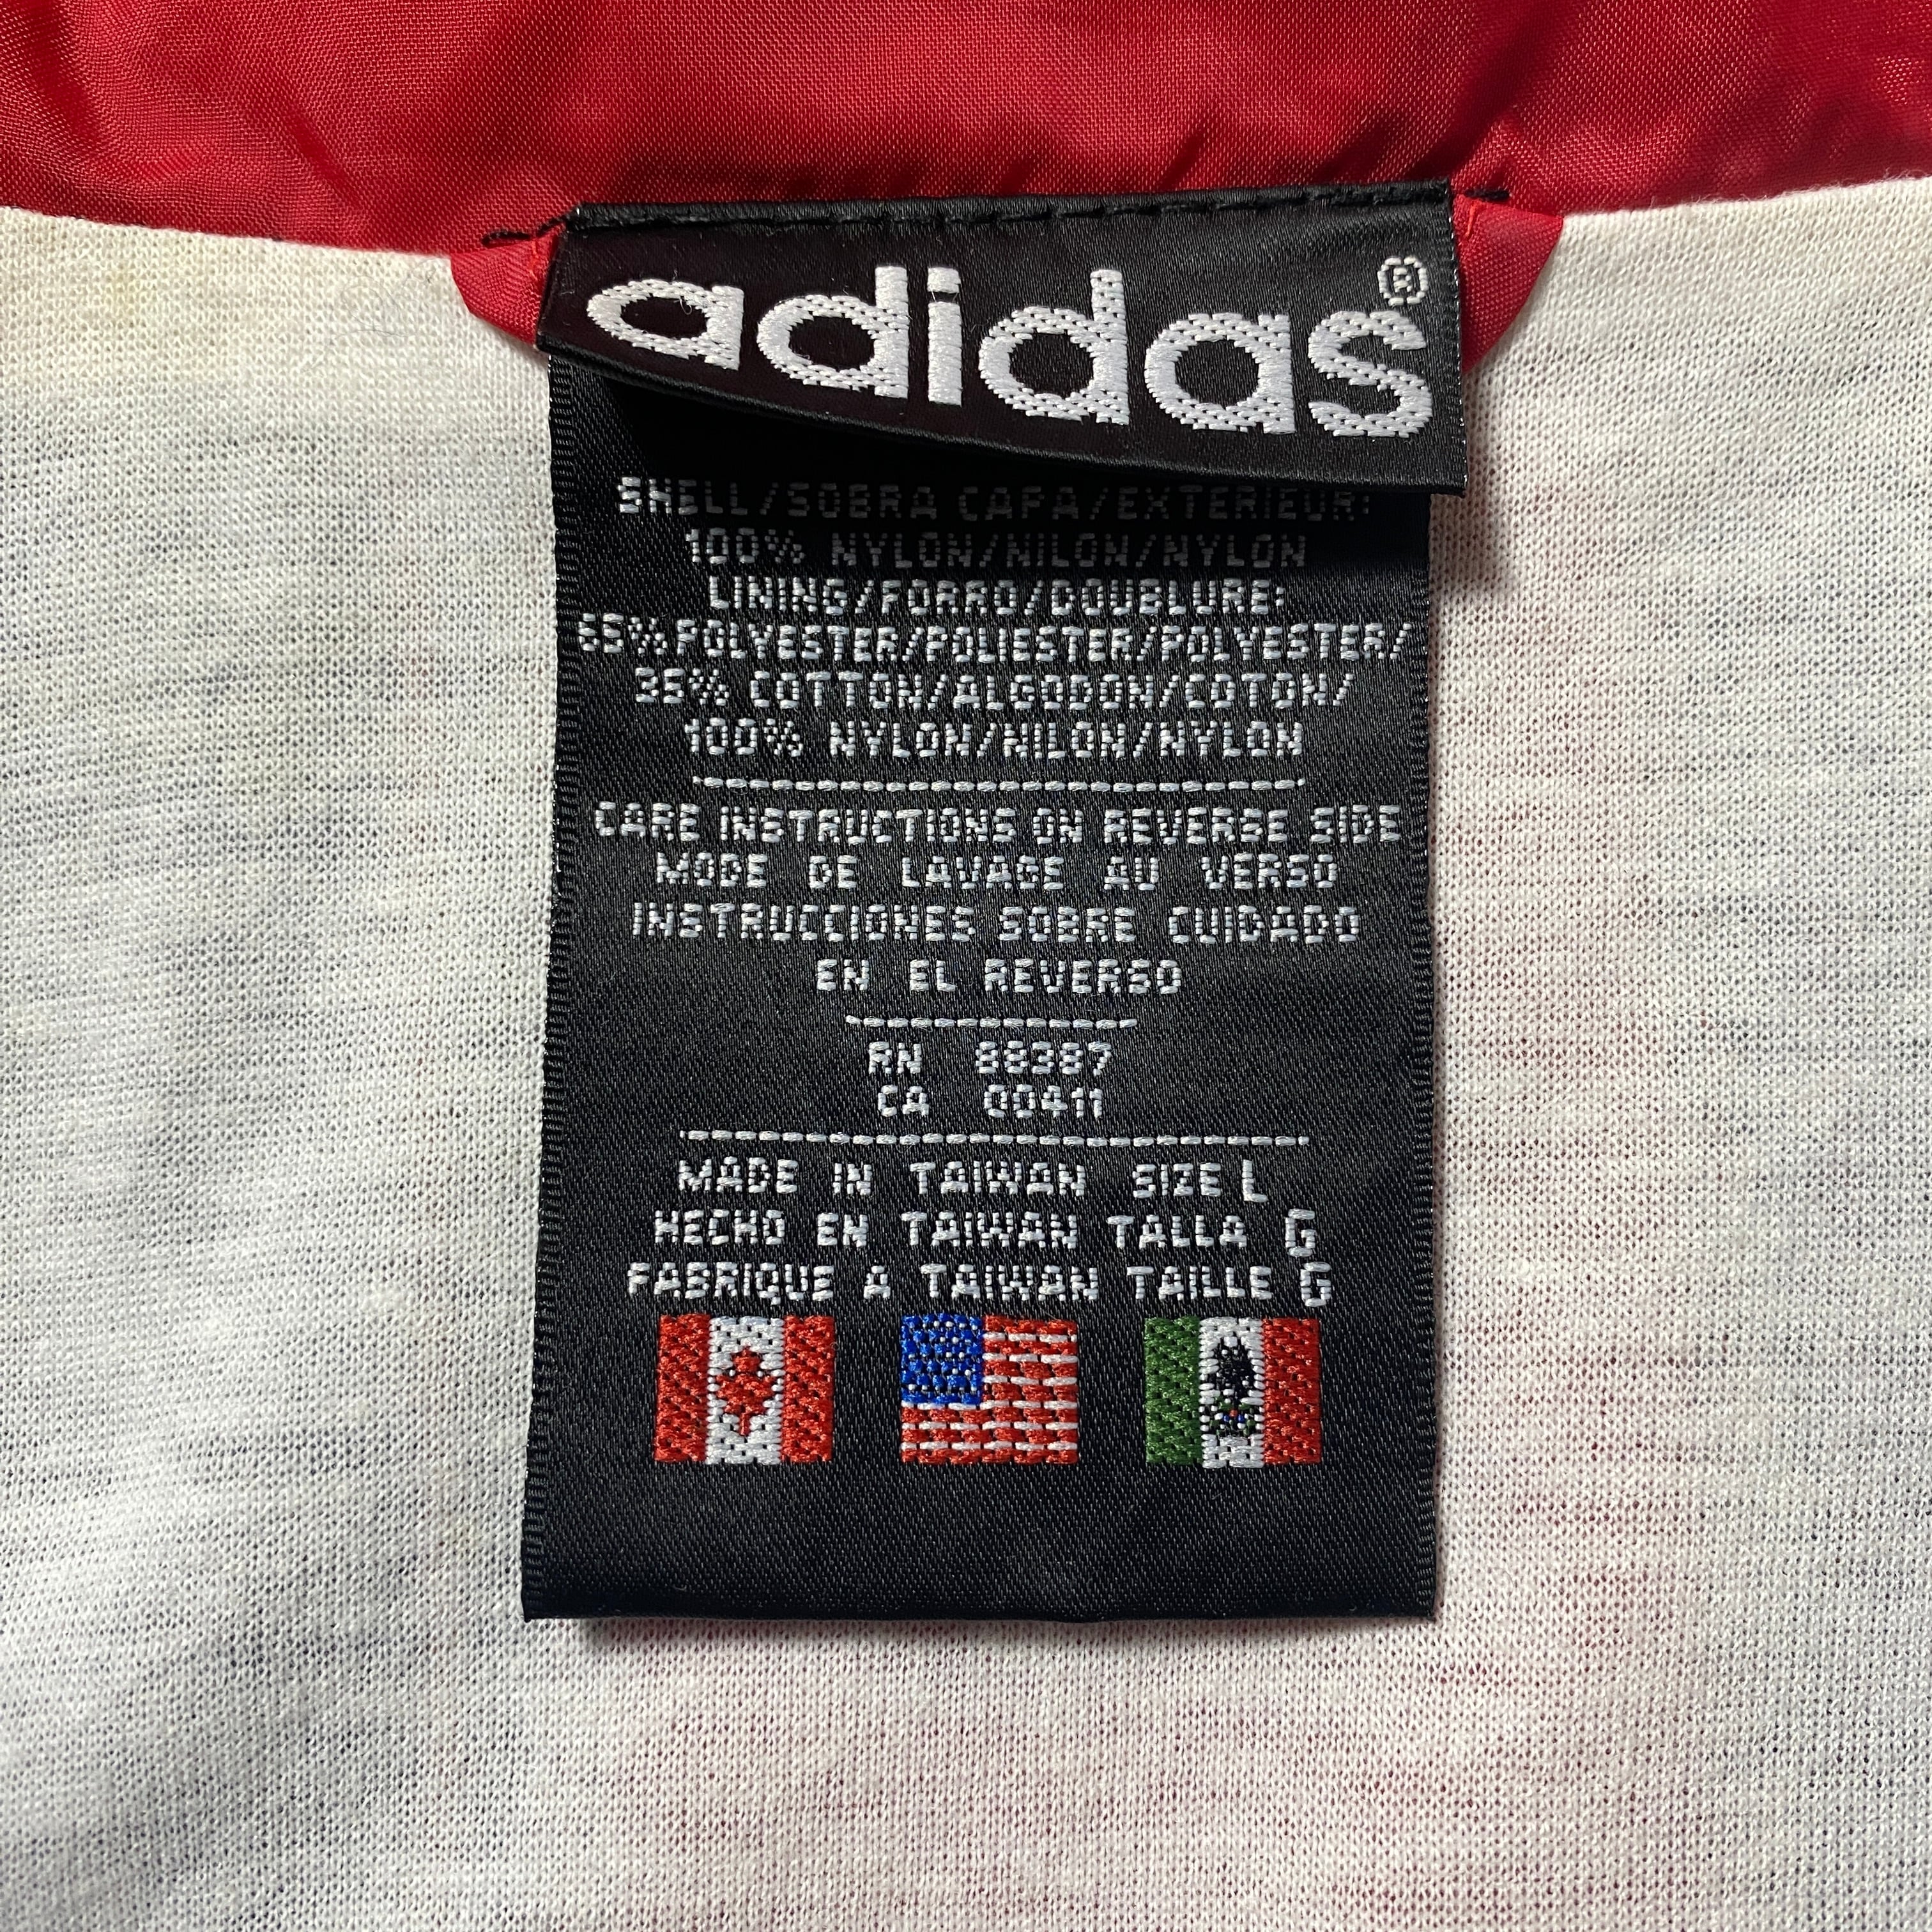 adidas®
SHELL/SOBRA CAPA/EXTERIEUR:
100% NYLON/NILON/NYLON
LINING/FORRO/DOUBLURE:
65% POLYESTER/POLIESTER/POLYESTER/
35% COTTON/ALGODON/COTON/
100% NYLON/NILON/NYLON
CARE INSTRUCTIONS ON REVERSE SIDE
MODE DE LAVAGE AU VERSO
INSTRUCCIONES SOBRE CUIDADO
EN EL REVERSO
RN 88387
CA 00411
MADE IN TAIWAN SIZE L
HECHO EN TAIWAN TALLA G
FABRIQUE A TAIWAN TAILLE G